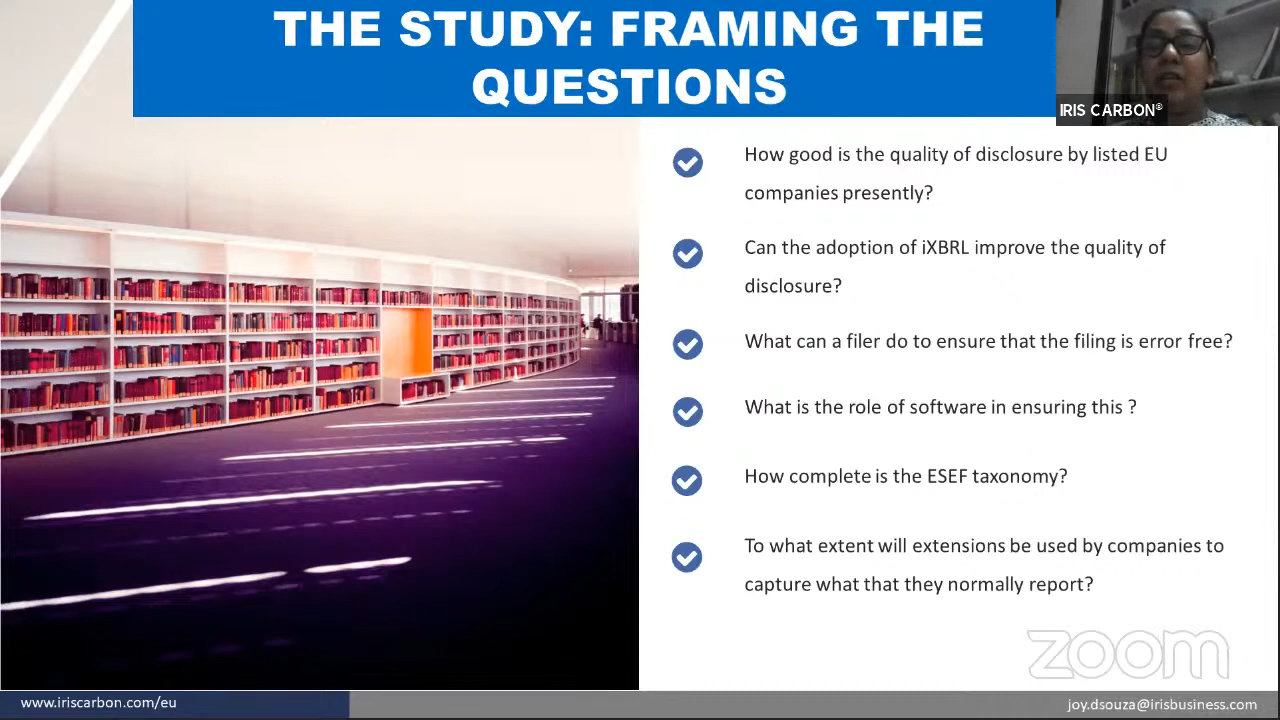 THE STUDY: FRAMING THE
QUESTIONS
IRIS CARBON®
How good is the quality of disclosure by listed EU
companies presently?
Can the adoption of iXBRL improve the quality of
disclosure?
What can a filer do to ensure that the filing is error free?
What is the role of software in ensuring this ?
How complete is the ESEF taxonomy?
To what extent will extensions be used by companies to
capture what that they normally report?
zoom
www.iriscarbon.com/eu
joy.dsouza@irisbusiness.com